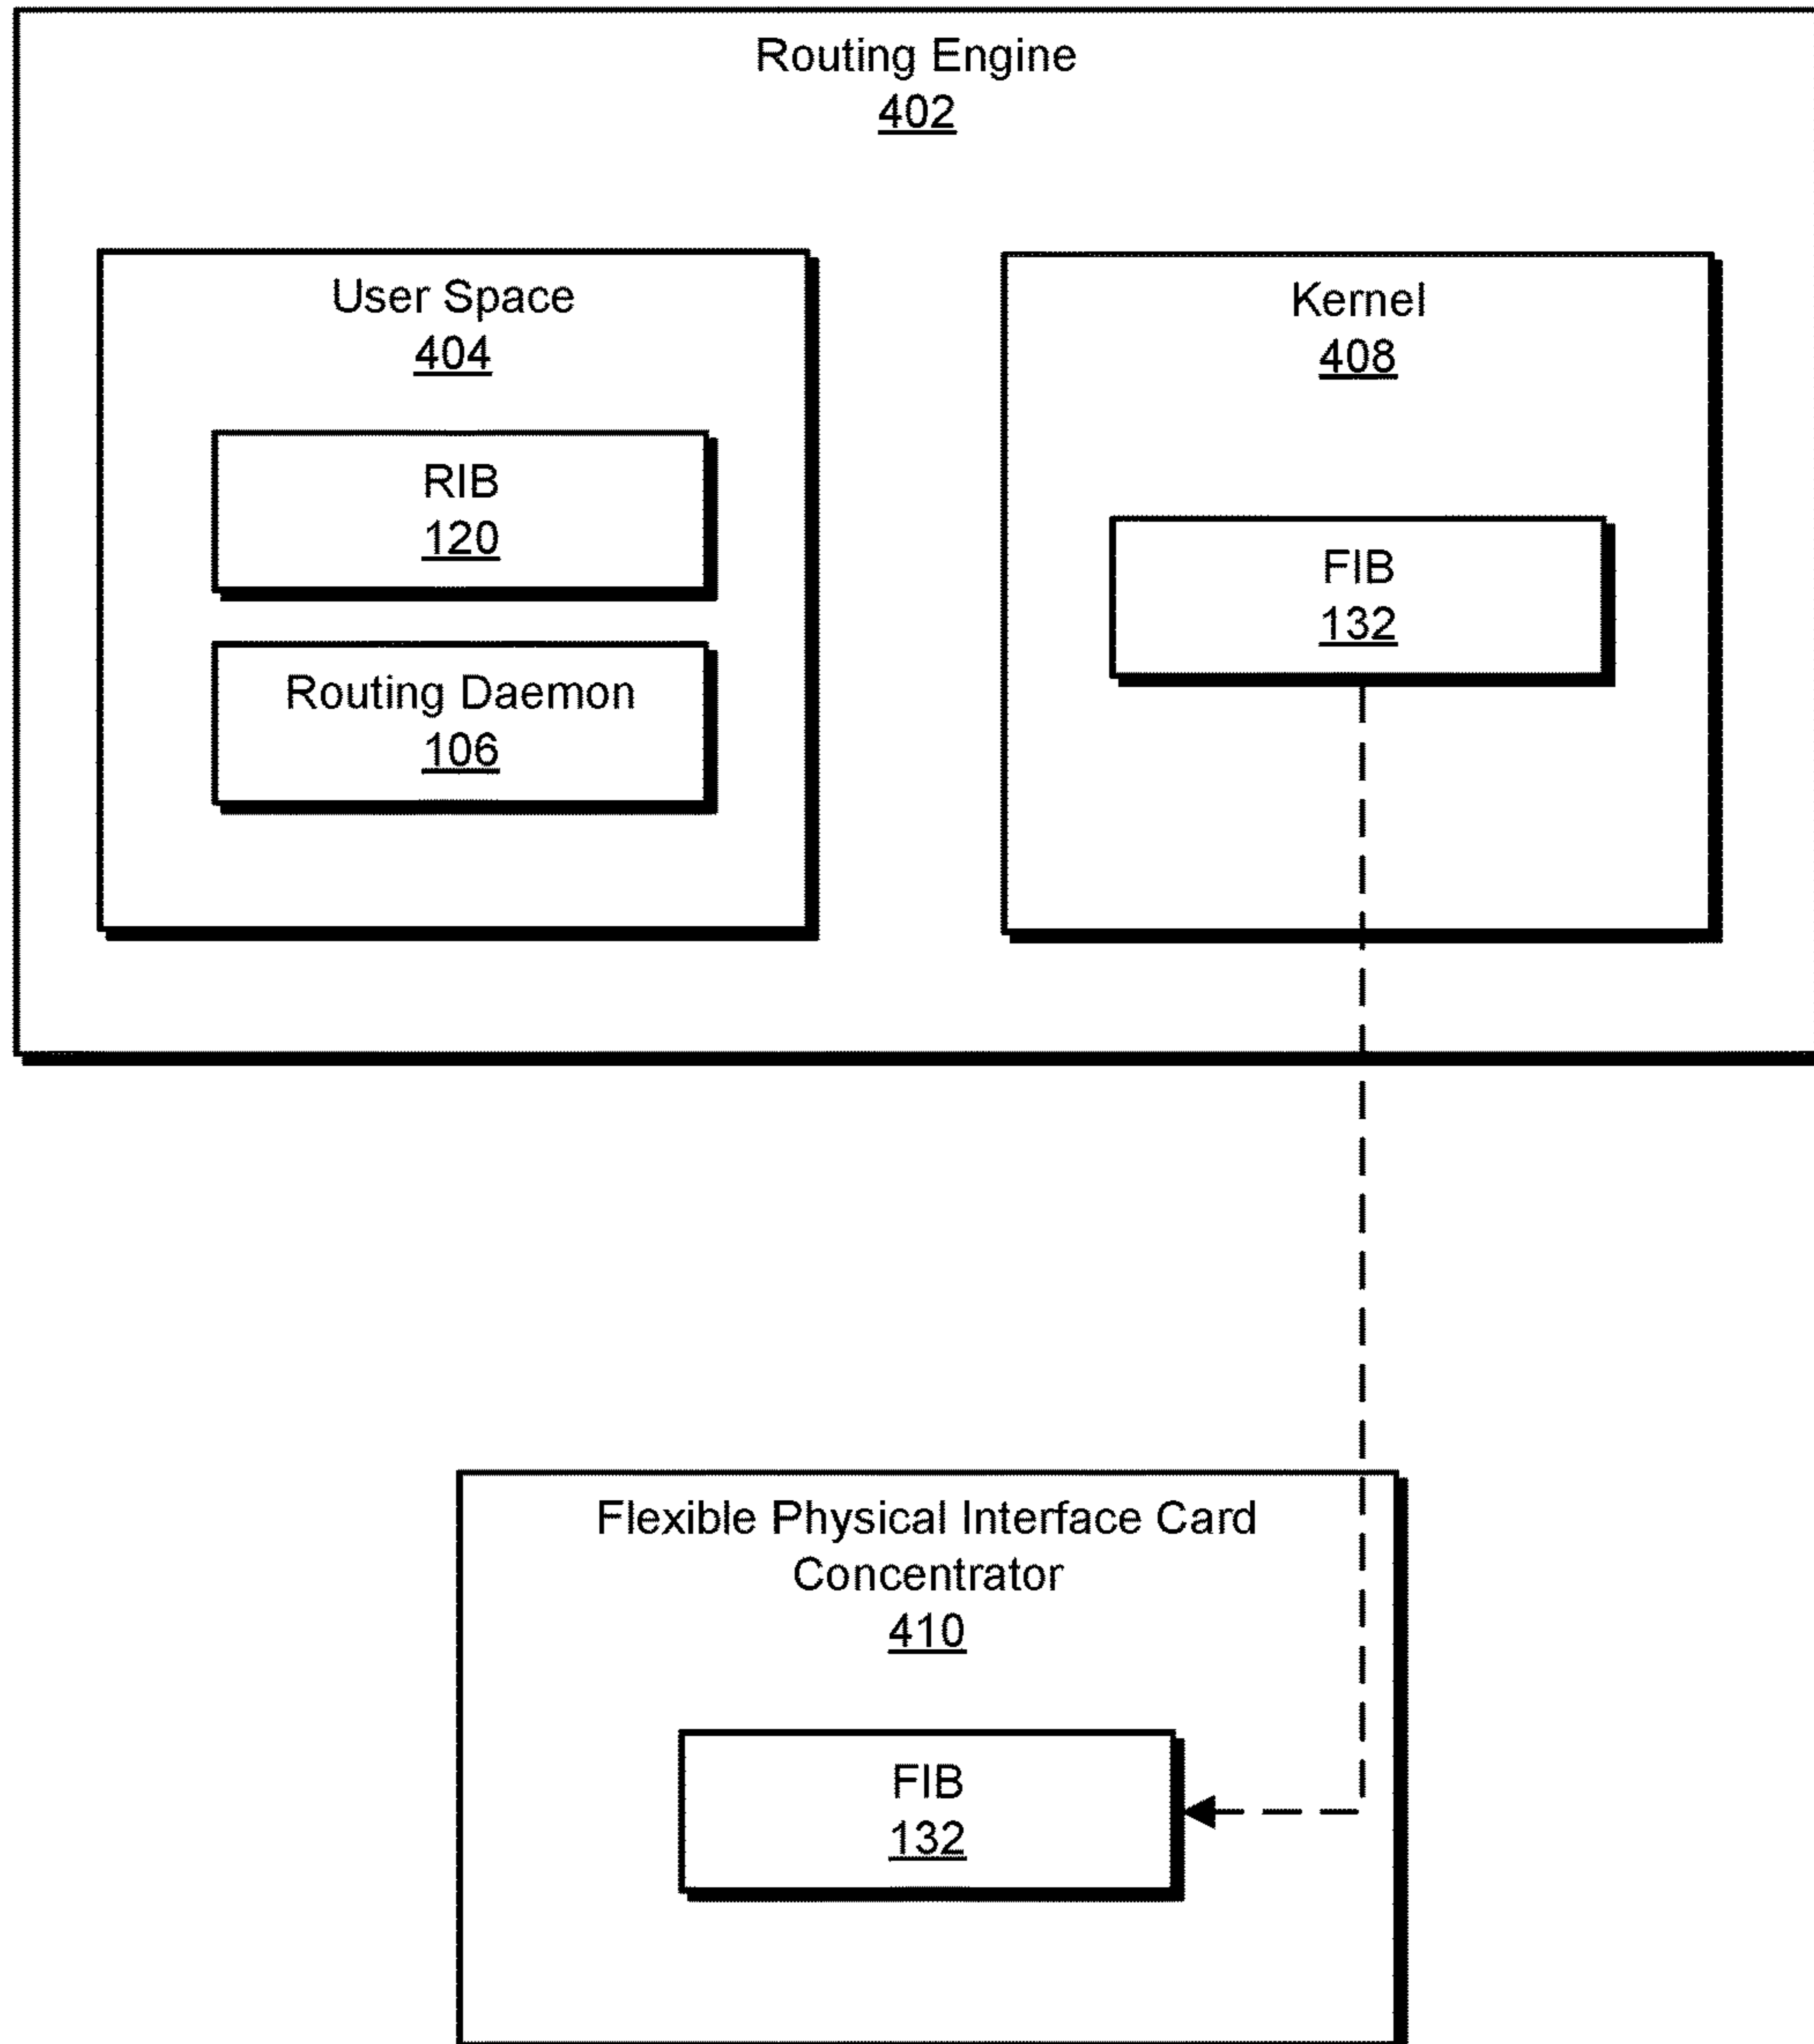 Routing Engine
402
User Space
404
RIB
120
Routing Daemon
106
Kernel
408
FIB
132
Flexible Physical Interface Card
Concentrator
410
FIB
132